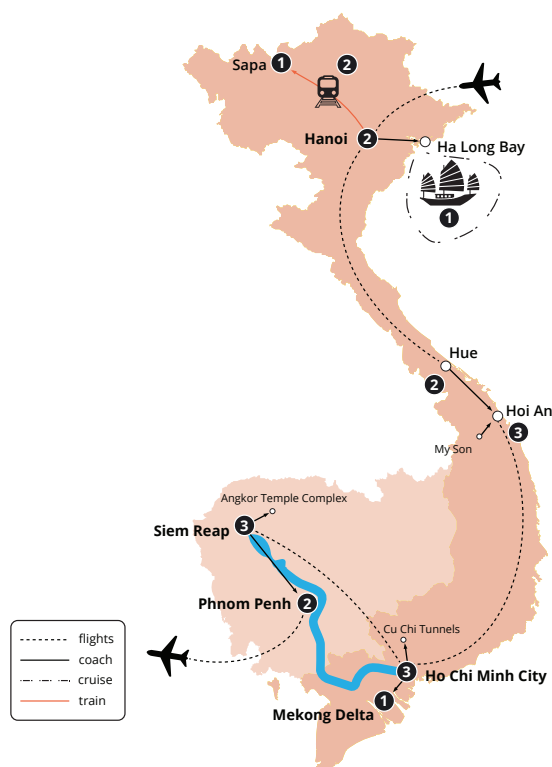 Sapa
1
2
Hanoi
2
Ha Long Bay
1
Hue
2
Hoi An
3
My Son
Angkor Temple Complex
Siem Reap
3
Phnom Penh
2
Cu Chi Tunnels
3
Ho Chi Minh City
Mekong Delta
1
flights
coach
cruise
train